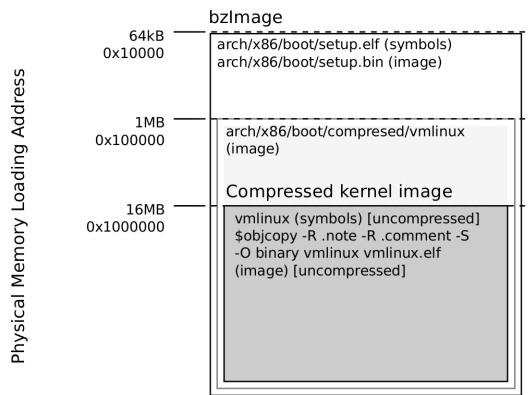 bzImage
64kB
0x10000
arch/x86/boot/setup.elf (symbols)
arch/x86/boot/setup.bin (image)
1MB
0x100000
arch/x86/boot/compresed/vmlinux
(image)
Compressed kernel image
16MB
0x1000000
vmlinux (symbols) [uncompressed]
$objcopy -R .note -R .comment -S
-O binary vmlinux vmlinux.elf
(image) [uncompressed]
Physical Memory Loading Address